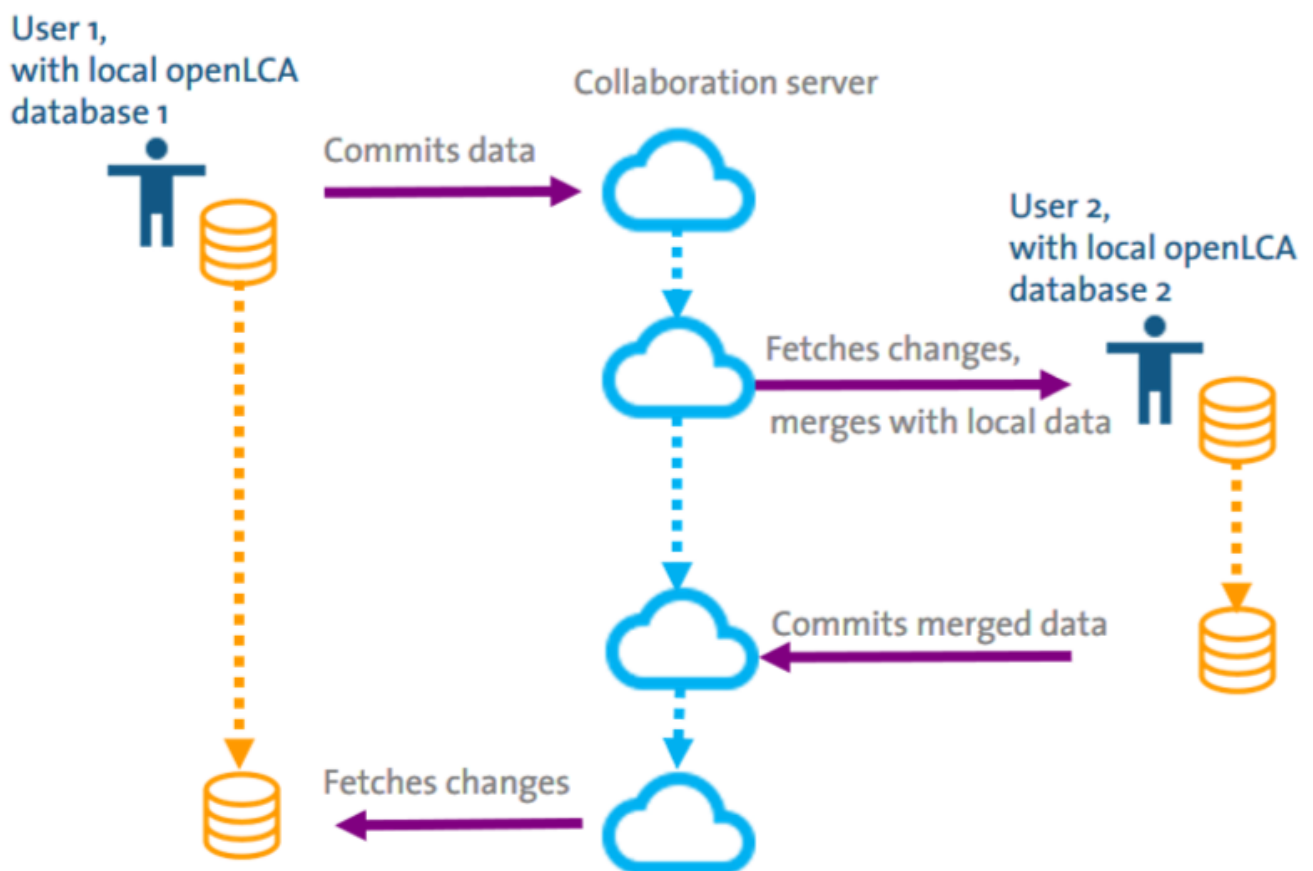 User 1,
with local openLCA
database 1
Collaboration server
Commits data
User 2,
with local openLCA
database 2
Fetches changes,
merges with local data
Commits merged data
Fetches changes